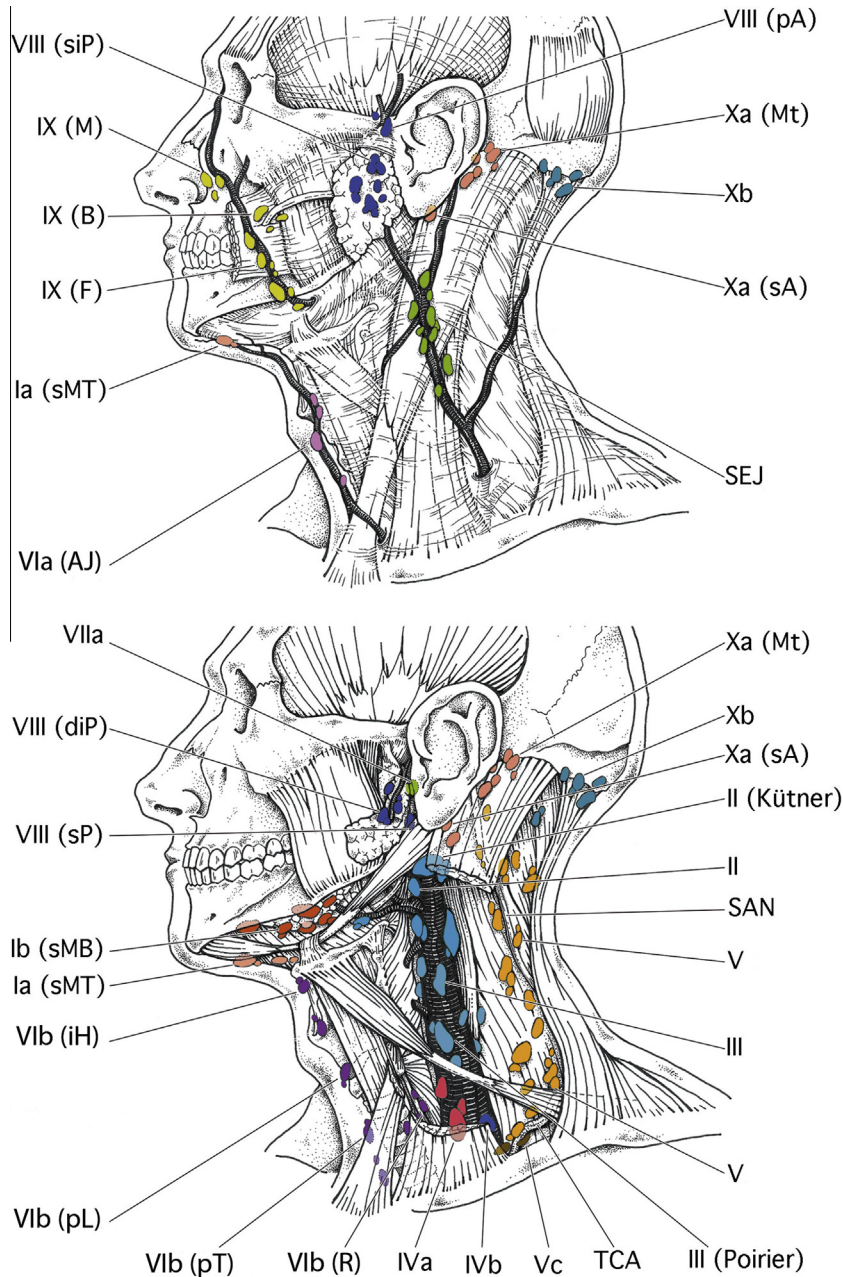 VIII (siP)
VIII (pA)
IX (M)
Xa (Mt)
Xb
IX (B)
IX (F)
Xa (sA)
Ia (sMT)
SEJ
VIa (AJ)
VIIa
Xa (Mt)
VIII (diP)
Xb
Xa (sA)
II (Kütner)
VIII (sP)
II
SAN
Ib (sMB)
V
Ia (sMT)
VIb (iH)
III
V
VIb (pL)
VIb (pT)
VIb (R)
IVa
IVb
Vc
TCA
III (Poirier)